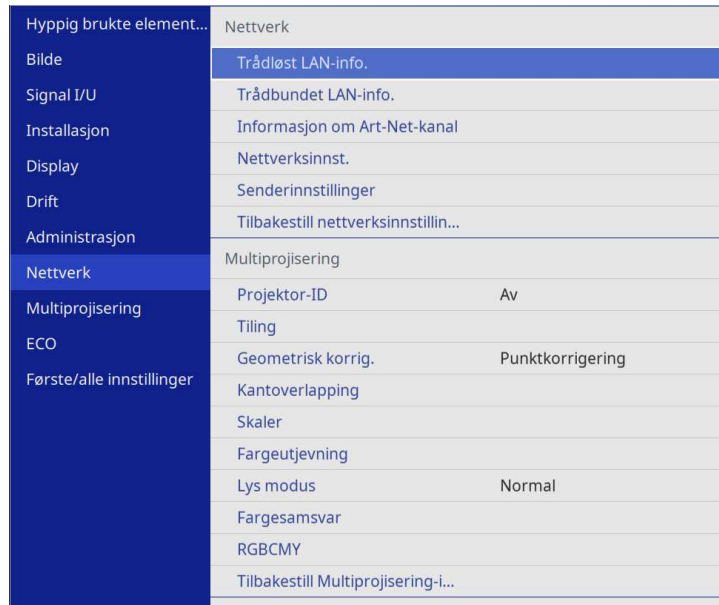 Hyppig brukte element...
Bilde
Signal I/U
Installasjon
Display
Drift
Administrasjon
Nettverk
Multiprojisering
ECO
Første/alle innstillinger
Nettverk
Trådløst LAN-info.
Trådbundet LAN-info.
Informasjon om Art-Net-kanal
Nettverksinnst.
Senderinnstillinger
Tilbakestill nettverksinnstillin...
Multiprojisering
Projektor-ID Av
Tiling
Geometrisk korrig. Punktkorrigering
Kantoverlapping
Skaler
Fargeutjevning
Lys modus Normal
Fargesamsvar
RGBCMY
Tilbakestill Multiprojisering-i...